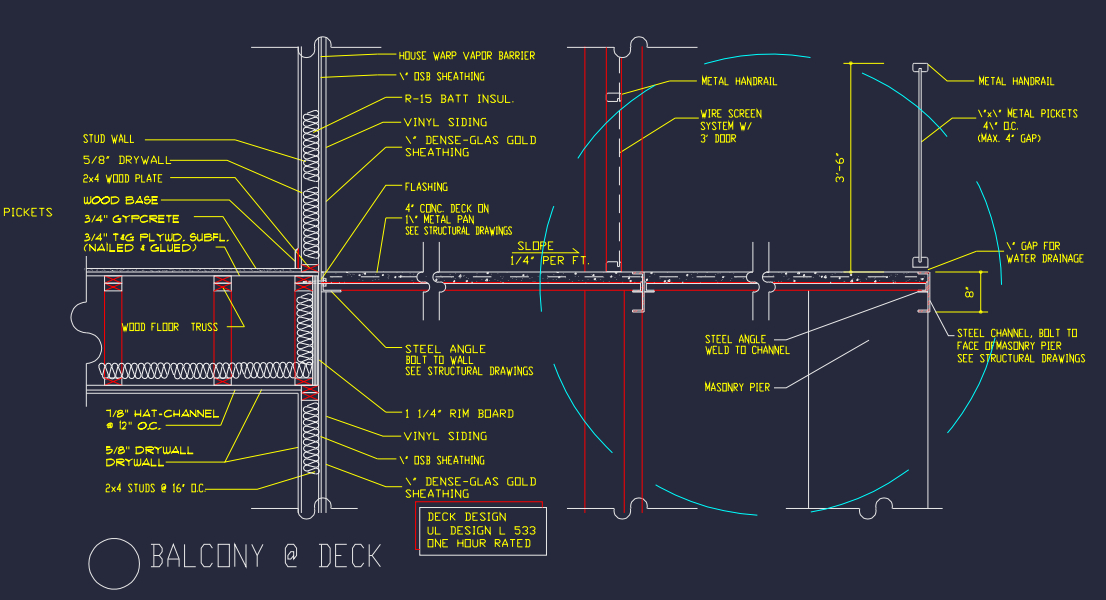 HOUSE WARP VAPOR BARRIER
\" OSB SHEATHING
R-15 BATT INSUL.
VINYL SIDING
\" DENSE-GLAS GOLD
SHEATHING
FLASHING
4" CONC. DECK ON
1\" METAL PAN
SEE STRUCTURAL DRAWINGS
STUD WALL
5/8" DRYWALL
2x4 WOOD PLATE
WOOD BASE
3/4" GYPCRETE
3/4" T&G PLYWD. SUBFL.
(NAILED & GLUED)
PICKETS
WOOD FLOOR TRUSS
7/8" HAT-CHANNEL
@ 12" O.C.
5/8" DRYWALL
DRYWALL
2x4 STUDS @ 16" O.C.
STEEL ANGLE
BOLT TO WALL
SEE STRUCTURAL DRAWINGS
1 1/4" RIM BOARD
VINYL SIDING
\" OSB SHEATHING
\" DENSE-GLAS GOLD
SHEATHING
DECK DESIGN
UL DESIGN L 533
ONE HOUR RATED
SLOPE
1/4" PER FT.
METAL HANDRAIL
WIRE SCREEN
SYSTEM W/
3' DOOR
3'-6"
METAL HANDRAIL
\"x\" METAL PICKETS
4\" O.C.
(MAX. 4" GAP)
\" GAP FOR
WATER DRAINAGE
8"
STEEL ANGLE
WELD TO CHANNEL
MASONRY PIER
STEEL CHANNEL, BOLT TO
FACE OF MASONRY PIER
SEE STRUCTURAL DRAWINGS
BALCONY @ DECK